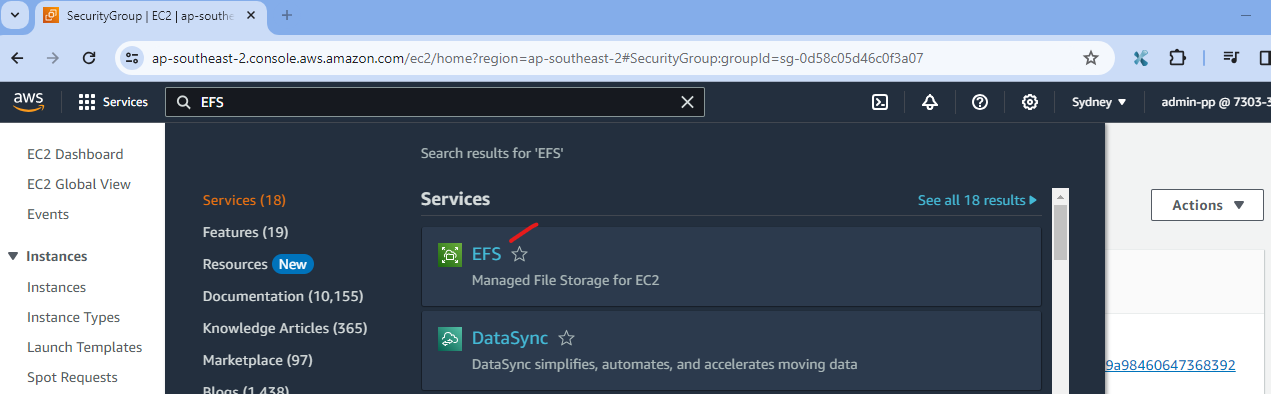 SecurityGroup | EC2 | ap-southe
ap-southeast-2.console.aws.amazon.com/ec2/home?region=ap-southeast-2#SecurityGroup:groupId=sg-0d58c05d46c0f3a07
aws Services EFS Sydney admin-pp @ 7303-3
EC2 Dashboard
EC2 Global View
Events
Instances
Instances
Instance Types
Launch Templates
Spot Requests
Search results for 'EFS'
Services (18)
Features (19)
Resources New
Documentation (10,155)
Knowledge Articles (365)
Marketplace (97)
Blogs (1,438)
Services See all 18 results
EFS
Managed File Storage for EC2
DataSync
DataSync simplifies, automates, and accelerates moving data
Actions
9a98460647368392